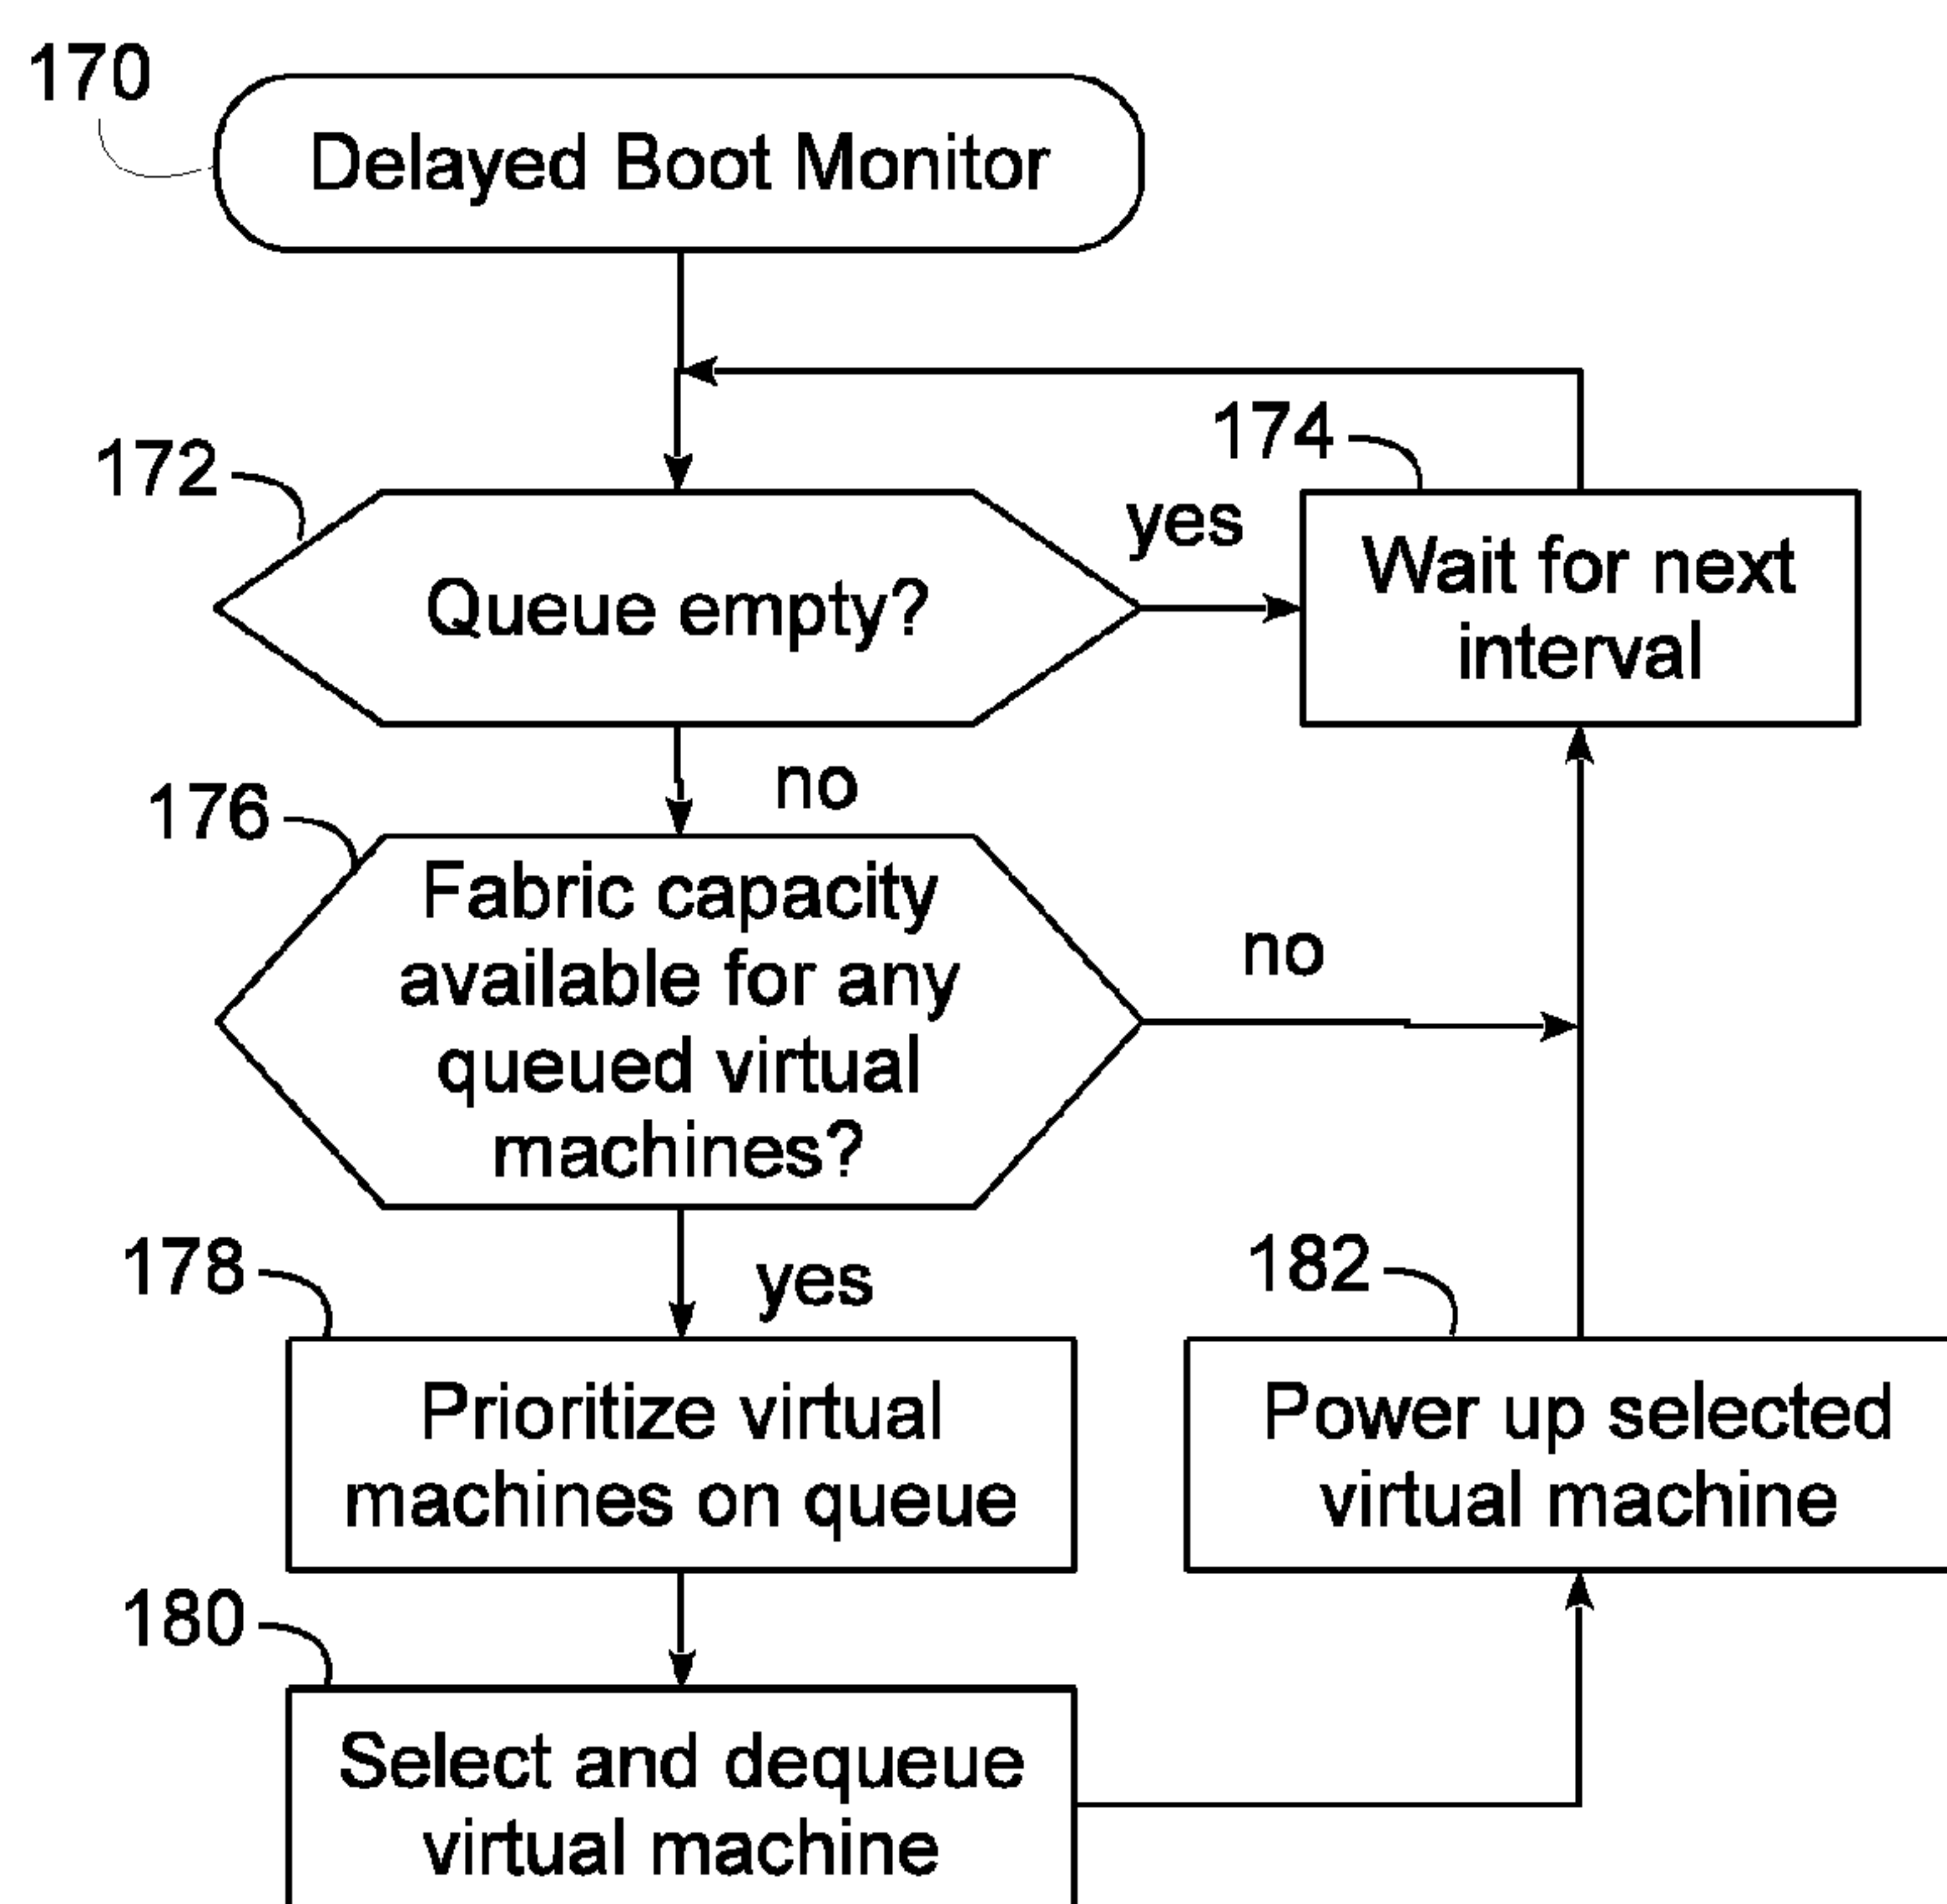 170
Delayed Boot Monitor
172
174
yes
Queue empty?
Wait for next
interval
no
176
Fabric capacity
available for any
queued virtual
machines?
no
178
yes
182
Prioritize virtual
machines on queue
Power up selected
virtual machine
180
Select and dequeue
virtual machine